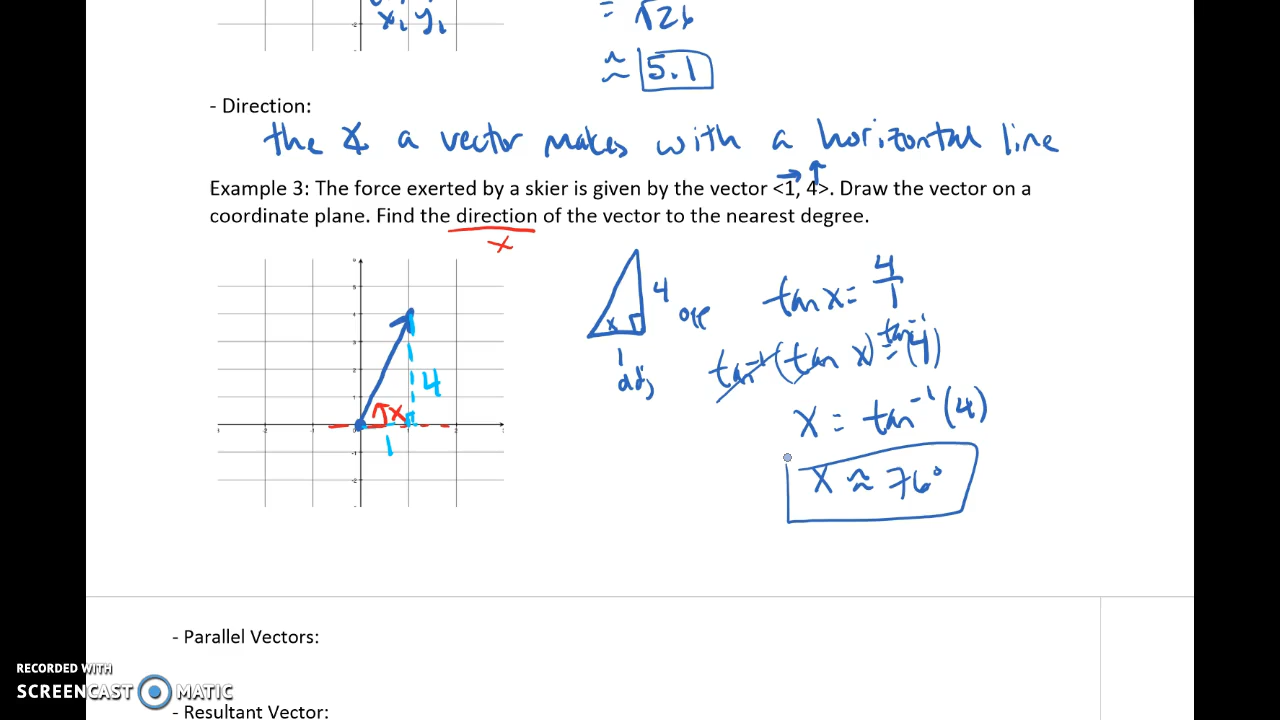 x₁ y₁
= √26
≈ 5.1
- Direction:
the ∡ a vector makes with a horizontal line
Example 3: The force exerted by a skier is given by the vector <1, 4>. Draw the vector on a
coordinate plane. Find the direction of the vector to the nearest degree.
x
4
x
1
4 opp
x
1
adj
tan x = 4/1
tan⁻¹(tan x) = tan⁻¹(4)
x = tan⁻¹(4)
x ≈ 76°
- Parallel Vectors:
RECORDED WITH
SCREENCAST MATIC
- Resultant Vector: